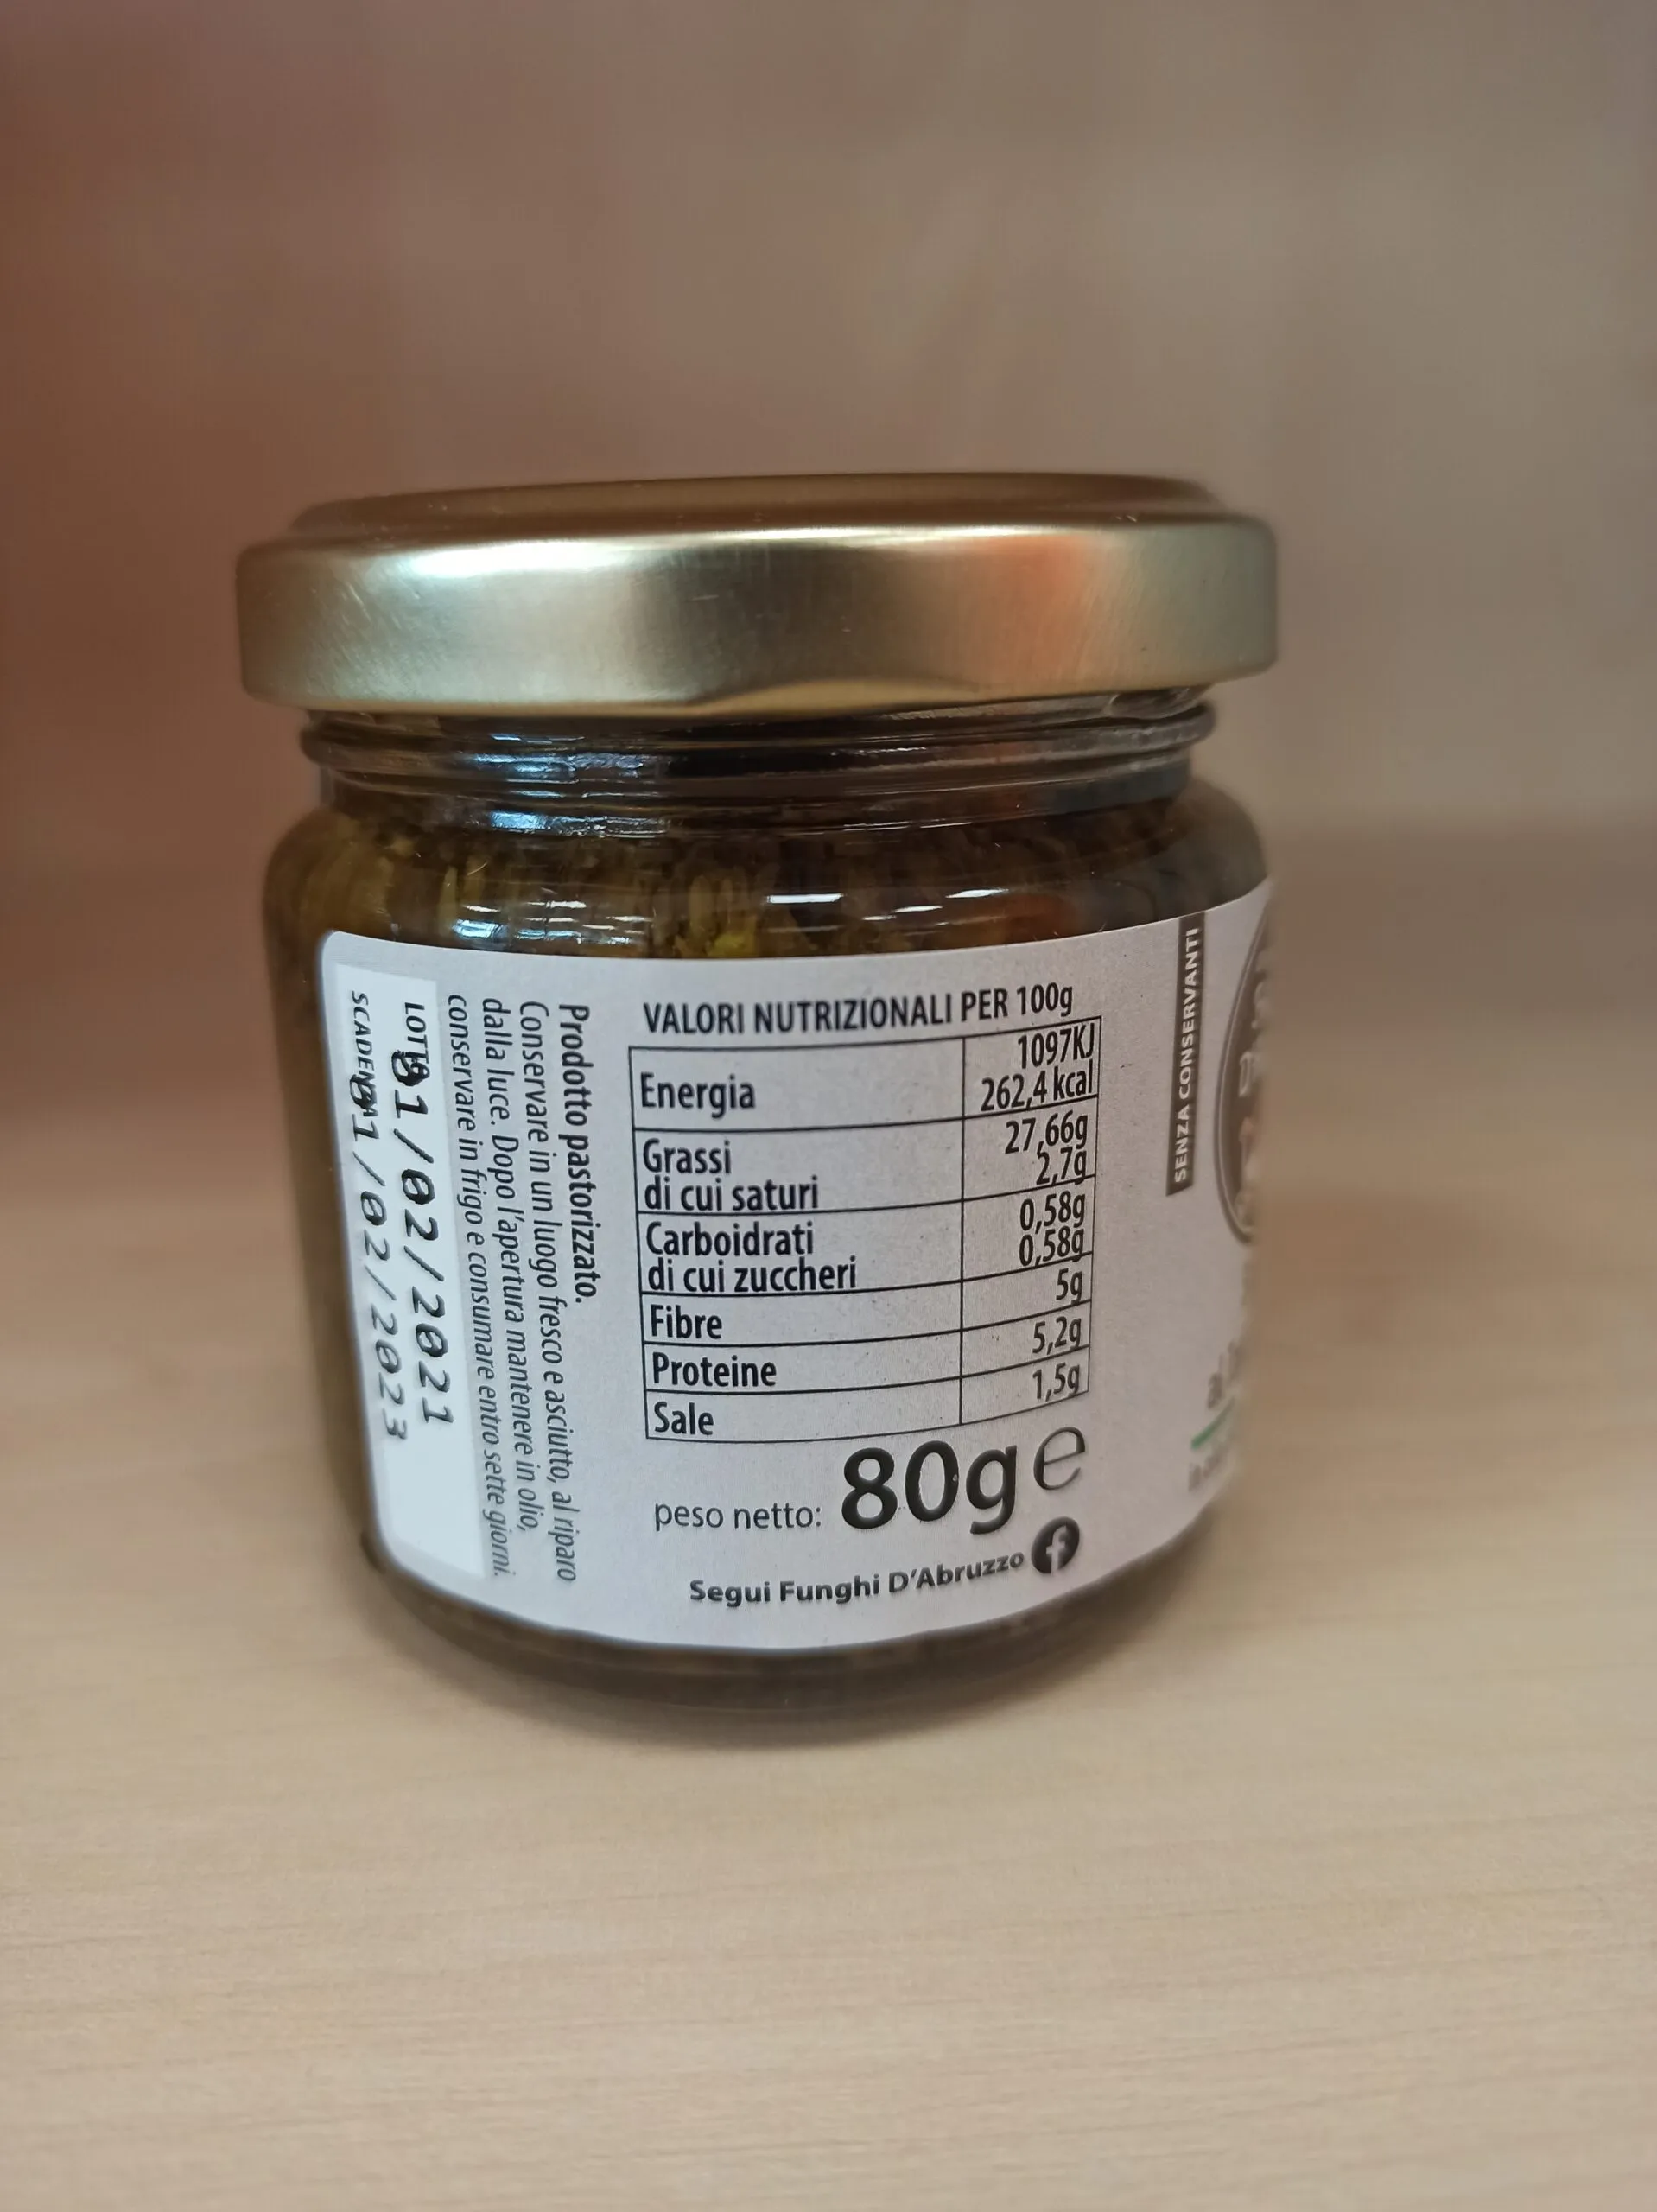 VALORI NUTRIZIONALI PER 100g
Energia 1097KJ
262,4 kcal
Grassi 27,66g
di cui saturi 2,7g
Carboidrati 0,58g
di cui zuccheri 0,58g
Fibre 5g
Proteine 5,2g
Sale 1,5g
peso netto: 80g e
Segui Funghi D'Abruzzo f
Prodotto pastorizzato.
Conservare in un luogo fresco e asciutto, al riparo
dalla luce. Dopo l'apertura mantenere in olio,
conservare in frigo e consumare entro sette giorni.
LOTTO 01/02/2021
SCADENZA 01/02/2023
SENZA CONSERVANTI